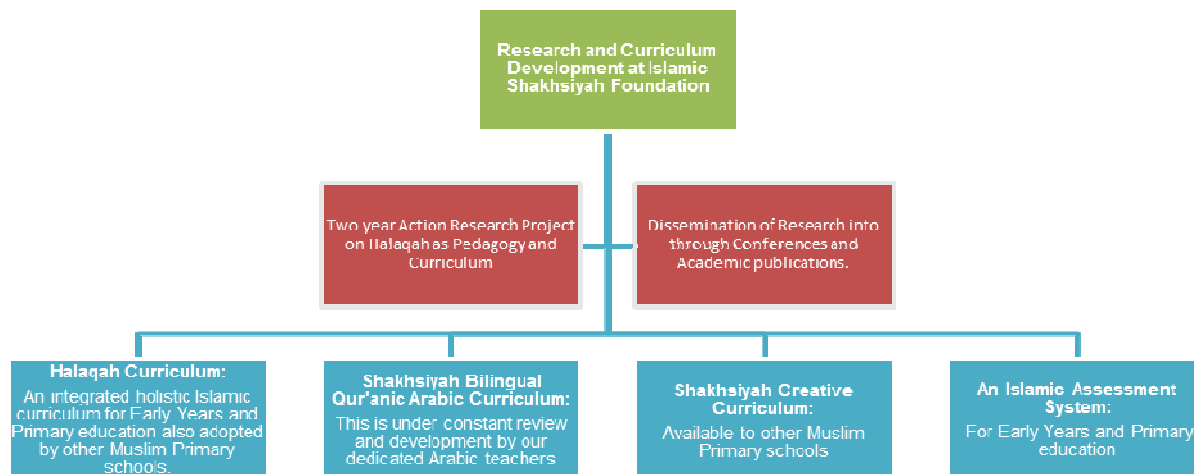 Research and Curriculum
Development at Islamic
Shakhsiyah Foundation
Two year Action Research Project
on Halaqah as Pedagogy and
Curriculum
Dissemination of Research into
through Conferences and
Academic publications.
Halaqah Curriculum:
An integrated holistic Islamic
curriculum for Early Years and
Primary education also adopted
by other Muslim Primary
schools.
Shakhsiyah Bilingual
Qur'anic Arabic Curriculum:
This is under constant review
and development by our
dedicated Arabic teachers
Shakhsiyah Creative
Curriculum:
Available to other Muslim
Primary schools
An Islamic Assessment
System:
For Early Years and Primary
education